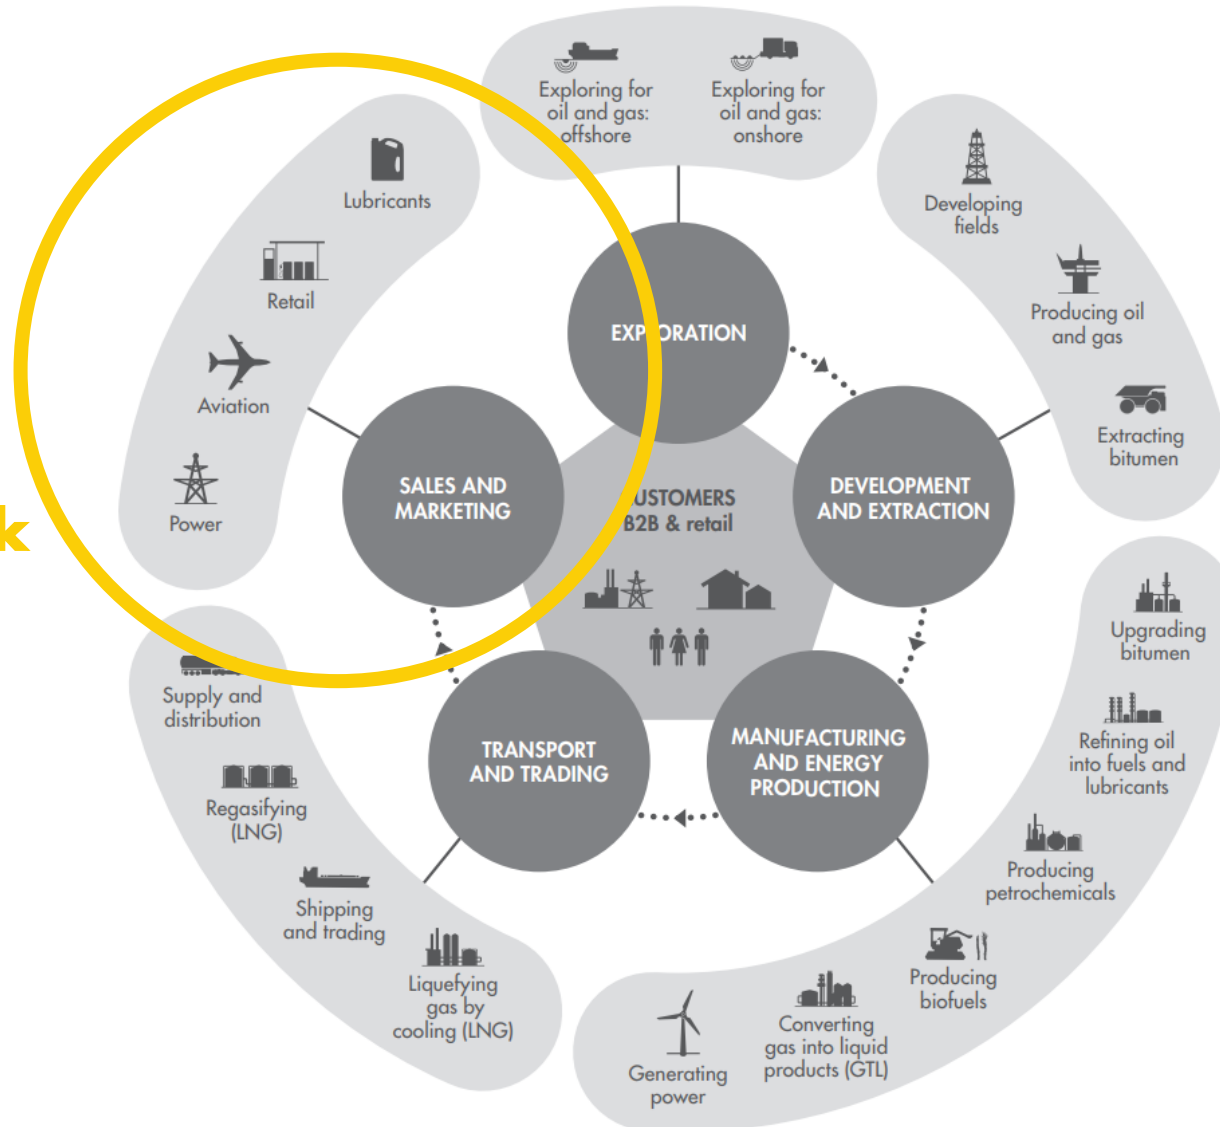 Exploring for
oil and gas:
offshore
Exploring for
oil and gas:
onshore
Lubricants
Retail
Aviation
Power
Developing
fields
Producing oil
and gas
Extracting
bitumen
EXPLORATION
SALES AND
MARKETING
CUSTOMERS
B2B & retail
DEVELOPMENT
AND EXTRACTION
k
Supply and
distribution
Regasifying
(LNG)
Shipping
and trading
Liquefying
gas by
cooling (LNG)
TRANSPORT
AND TRADING
MANUFACTURING
AND ENERGY
PRODUCTION
Upgrading
bitumen
Refining oil
into fuels and
lubricants
Producing
petrochemicals
Producing
biofuels
Converting
gas into liquid
products (GTL)
Generating
power